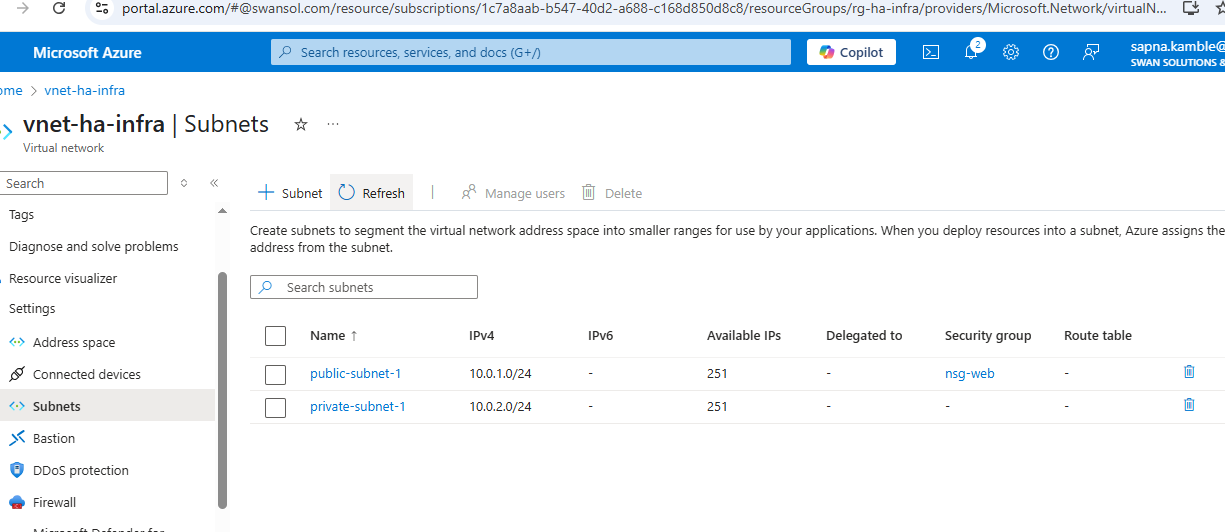 portal.azure.com/#@swansol.com/resource/subscriptions/1c7a8aab-b547-40d2-a688-c168d850d8c8/resourceGroups/rg-ha-infra/providers/Microsoft.Network/virtualN...
Microsoft Azure
Search resources, services, and docs (G+/)
Copilot
2
sapna.kamble@
SWAN SOLUTIONS &
ome > vnet-ha-infra
vnet-ha-infra | Subnets
Virtual network
Search
Tags
Diagnose and solve problems
Resource visualizer
Settings
Address space
Connected devices
Subnets
Bastion
DDoS protection
Firewall
Microsoft Defender for
+ Subnet Refresh | Manage users Delete
Create subnets to segment the virtual network address space into smaller ranges for use by your applications. When you deploy resources into a subnet, Azure assigns the
address from the subnet.
Search subnets
Name ↑ IPv4 IPv6 Available IPs Delegated to Security group Route table
public-subnet-1 10.0.1.0/24 - 251 - nsg-web -
private-subnet-1 10.0.2.0/24 - 251 - - -